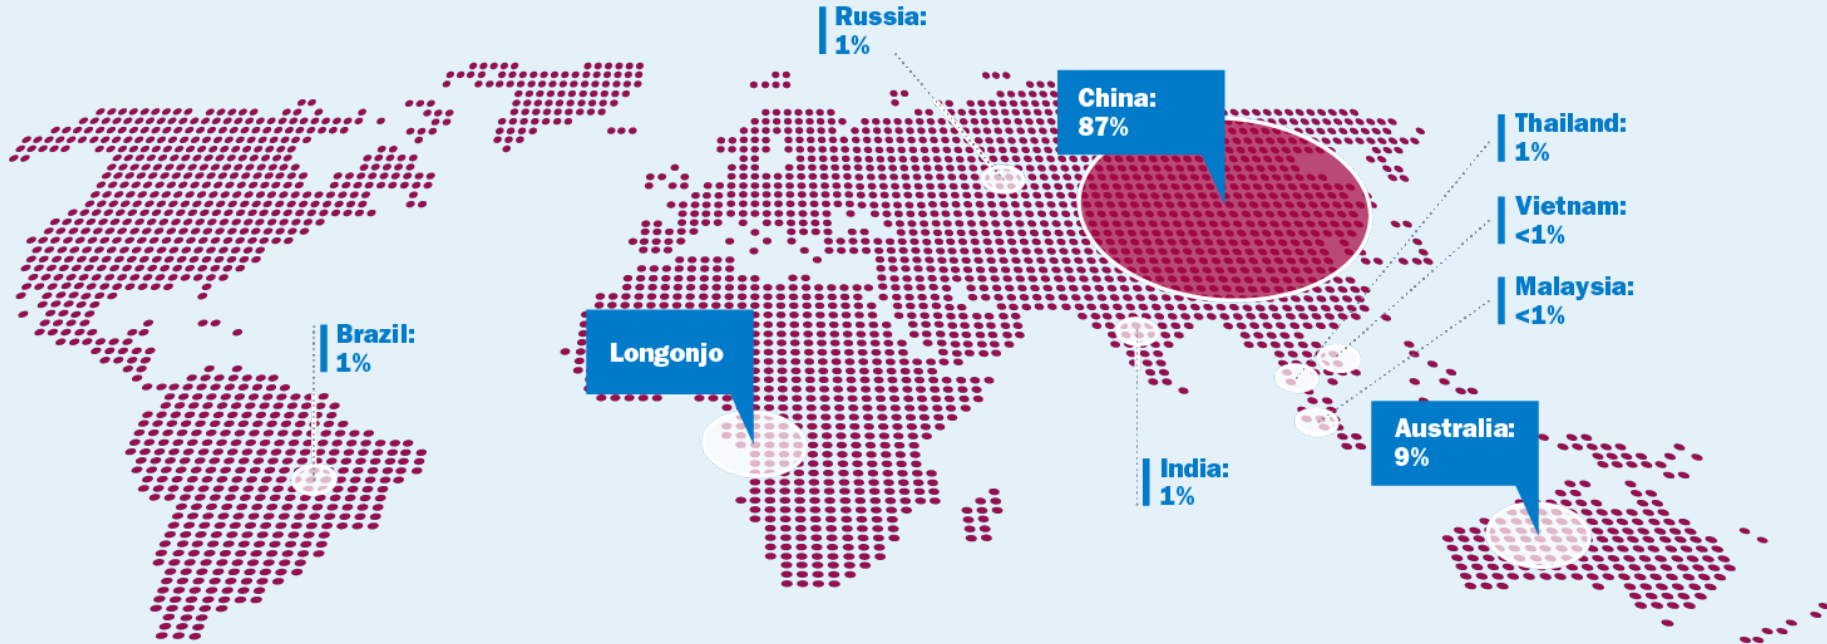 Russia:
1%
China:
87%
Thailand:
1%
Vietnam:
<1%
Malaysia:
<1%
Brazil:
1%
Longonjo
Australia:
9%
India:
1%